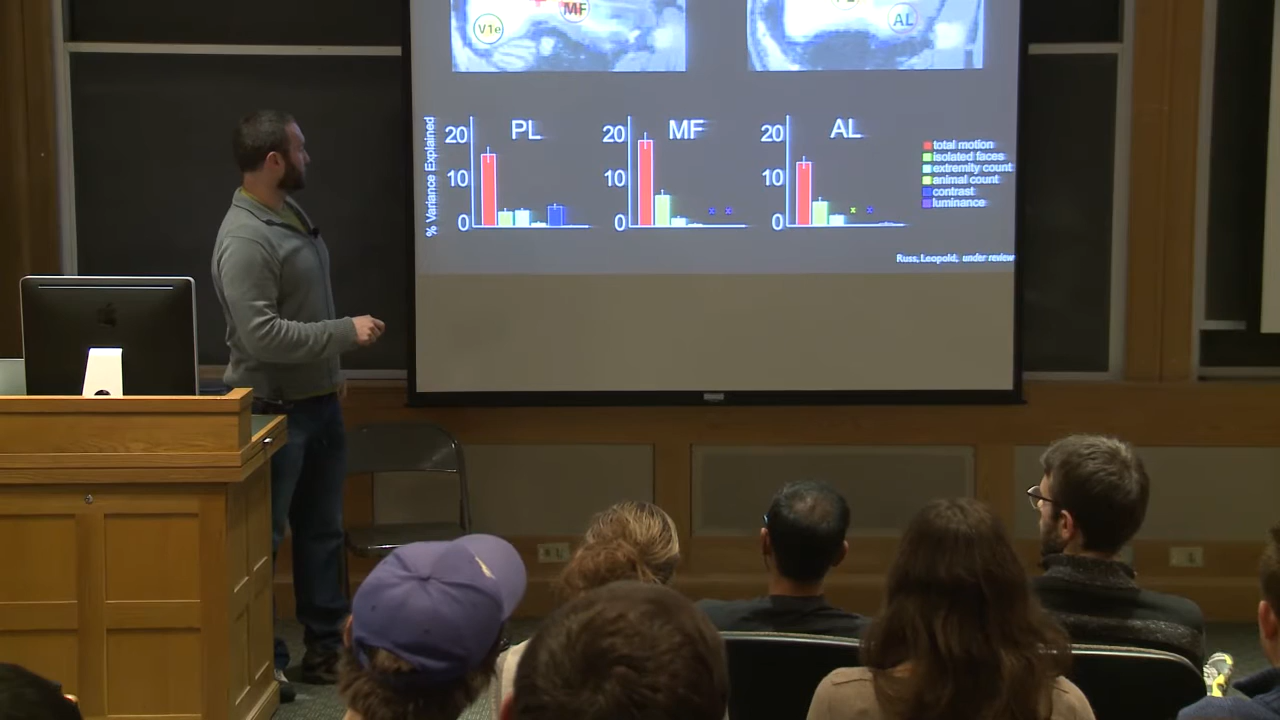 V1e
MF
AL
% Variance Explained
20
10
0
PL
20
10
0
MF
20
10
0
AL
x x
x x
total motion
isolated faces
extremity count
animal count
contrast
luminance
Russ, Leopold, under review